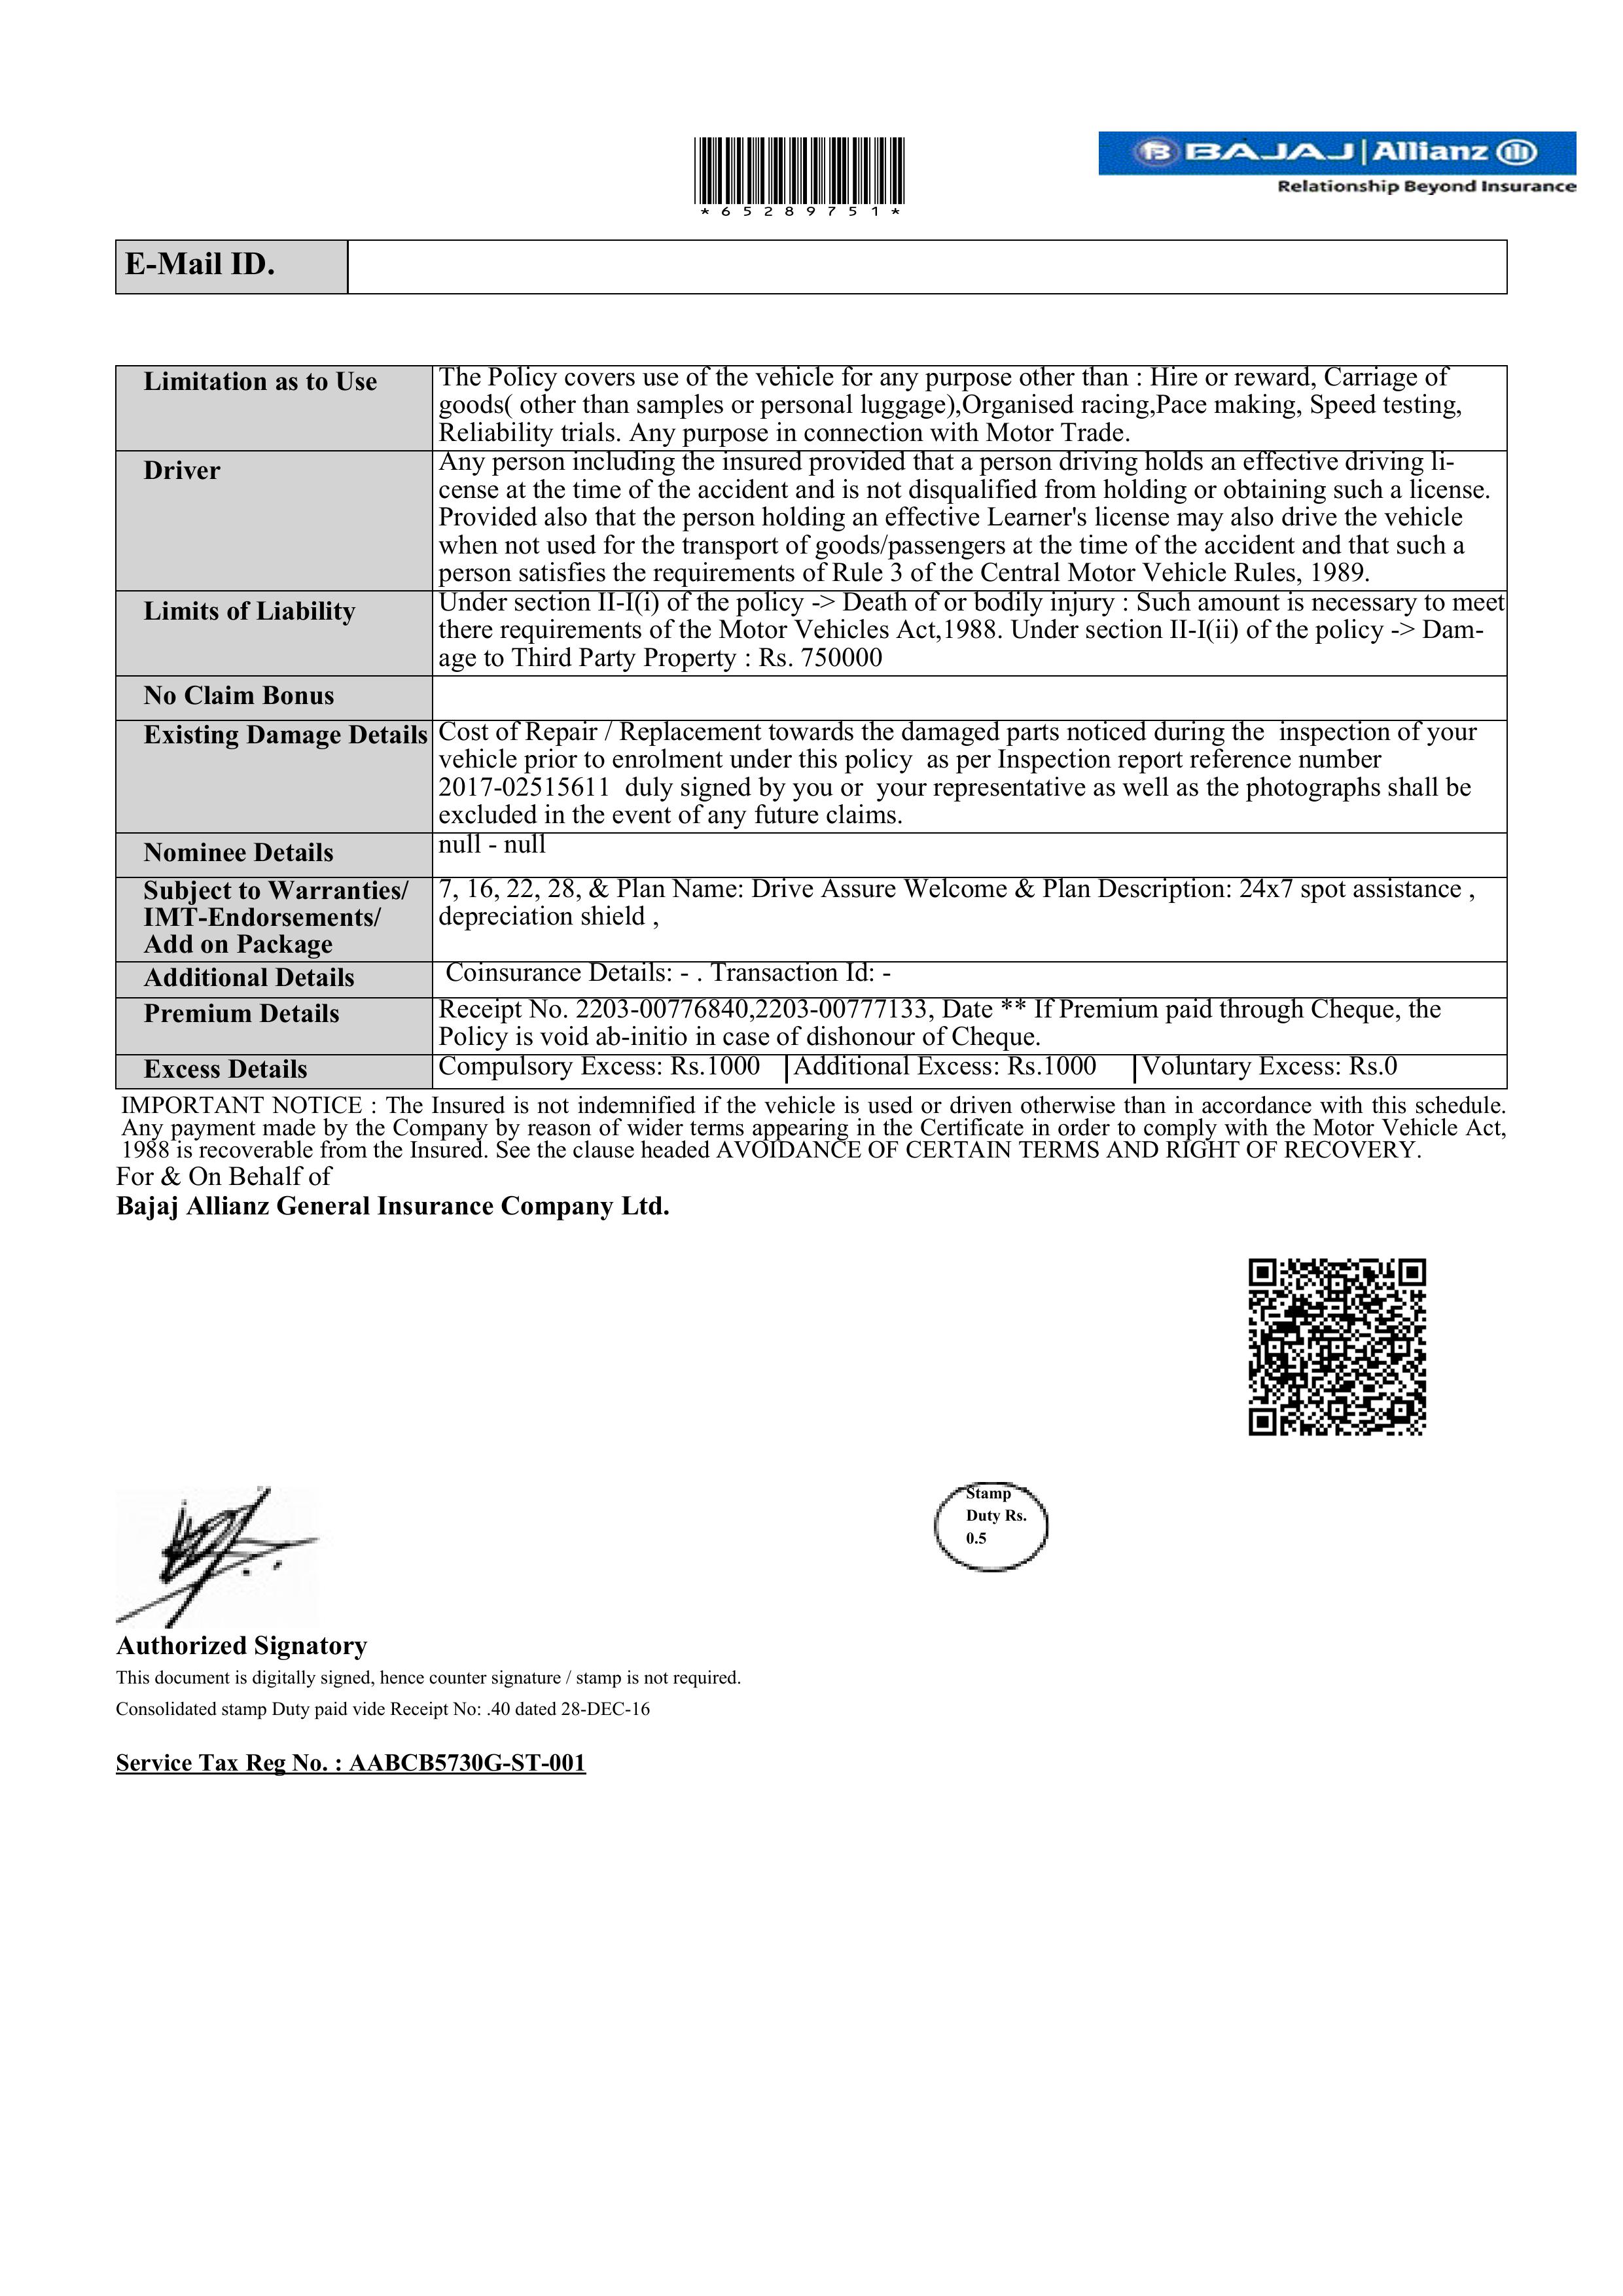 BAJAJ | Allianz
Relationship Beyond Insurance
*65289751*
E-Mail ID.
Limitation as to Use
The Policy covers use of the vehicle for any purpose other than : Hire or reward, Carriage of
goods( other than samples or personal luggage),Organised racing,Pace making, Speed testing,
Reliability trials. Any purpose in connection with Motor Trade.
Driver
Any person including the insured provided that a person driving holds an effective driving li-
cense at the time of the accident and is not disqualified from holding or obtaining such a license.
Provided also that the person holding an effective Learner's license may also drive the vehicle
when not used for the transport of goods/passengers at the time of the accident and that such a
person satisfies the requirements of Rule 3 of the Central Motor Vehicle Rules, 1989.
Limits of Liability
Under section II-I(i) of the policy -> Death of or bodily injury : Such amount is necessary to meet
there requirements of the Motor Vehicles Act,1988. Under section II-I(ii) of the policy -> Dam-
age to Third Party Property : Rs. 750000
No Claim Bonus
Existing Damage Details
Cost of Repair / Replacement towards the damaged parts noticed during the inspection of your
vehicle prior to enrolment under this policy as per Inspection report reference number
2017-02515611 duly signed by you or your representative as well as the photographs shall be
excluded in the event of any future claims.
Nominee Details
null - null
Subject to Warranties/
IMT-Endorsements/
Add on Package
7, 16, 22, 28, & Plan Name: Drive Assure Welcome & Plan Description: 24x7 spot assistance ,
depreciation shield ,
Additional Details
Coinsurance Details: - . Transaction Id: -
Premium Details
Receipt No. 2203-00776840,2203-00777133, Date ** If Premium paid through Cheque, the
Policy is void ab-initio in case of dishonour of Cheque.
Excess Details
Compulsory Excess: Rs.1000 Additional Excess: Rs.1000 Voluntary Excess: Rs.0
IMPORTANT NOTICE : The Insured is not indemnified if the vehicle is used or driven otherwise than in accordance with this schedule.
Any payment made by the Company by reason of wider terms appearing in the Certificate in order to comply with the Motor Vehicle Act,
1988 is recoverable from the Insured. See the clause headed AVOIDANCE OF CERTAIN TERMS AND RIGHT OF RECOVERY.
For & On Behalf of
Bajaj Allianz General Insurance Company Ltd.
Stamp
Duty Rs.
0.5
Authorized Signatory
This document is digitally signed, hence counter signature / stamp is not required.
Consolidated stamp Duty paid vide Receipt No: .40 dated 28-DEC-16
Service Tax Reg No. : AABCB5730G-ST-001